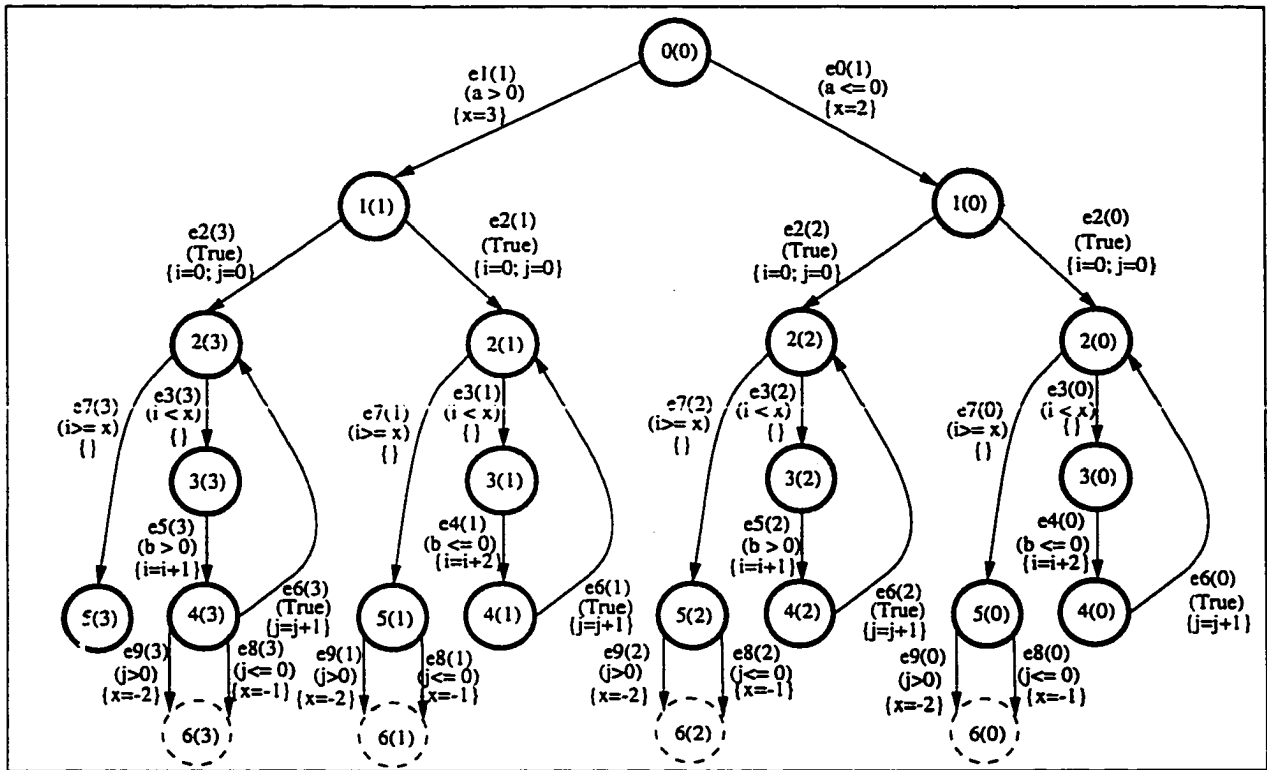 0(0)
e1(1)
(a > 0)
{x=3}
e0(1)
(a <= 0)
{x=2}
1(1)
1(0)
e2(3)
(True)
{i=0; j=0}
e2(1)
(True)
{i=0; j=0}
e2(2)
(True)
{i=0; j=0}
e2(0)
(True)
{i=0; j=0}
2(3)
2(1)
2(2)
2(0)
e7(3)
(i>= x)
{}
e3(3)
(i < x)
{}
e7(1)
(i>= x)
{}
e3(1)
(i < x)
{}
e7(2)
(i>= x)
{}
e3(2)
(i < x)
{}
e7(0)
(i>= x)
{}
e3(0)
(i < x)
{}
3(3)
3(1)
3(2)
3(0)
e5(3)
(b > 0)
{i=i+1}
e4(1)
(b <= 0)
{i=i+2}
e5(2)
(b > 0)
{i=i+1}
e4(0)
(b <= 0)
{i=i+2}
5(3)
4(3)
e6(3)
(True)
{j=j+1}
5(1)
4(1)
e6(1)
(True)
{j=j+1}
5(2)
4(2)
e6(2)
(True)
{j=j+1}
5(0)
4(0)
e6(0)
(True)
{j=j+1}
e9(3)
(j>0)
{x=-2}
e8(3)
(j<= 0)
{x=-1}
e9(1)
(j>0)
{x=-2}
e8(1)
(j<= 0)
{x=-1}
e9(2)
(j>0)
{x=-2}
e8(2)
(j<= 0)
{x=-1}
e9(0)
(j>0)
{x=-2}
e8(0)
(j<= 0)
{x=-1}
6(3)
6(1)
6(2)
6(0)